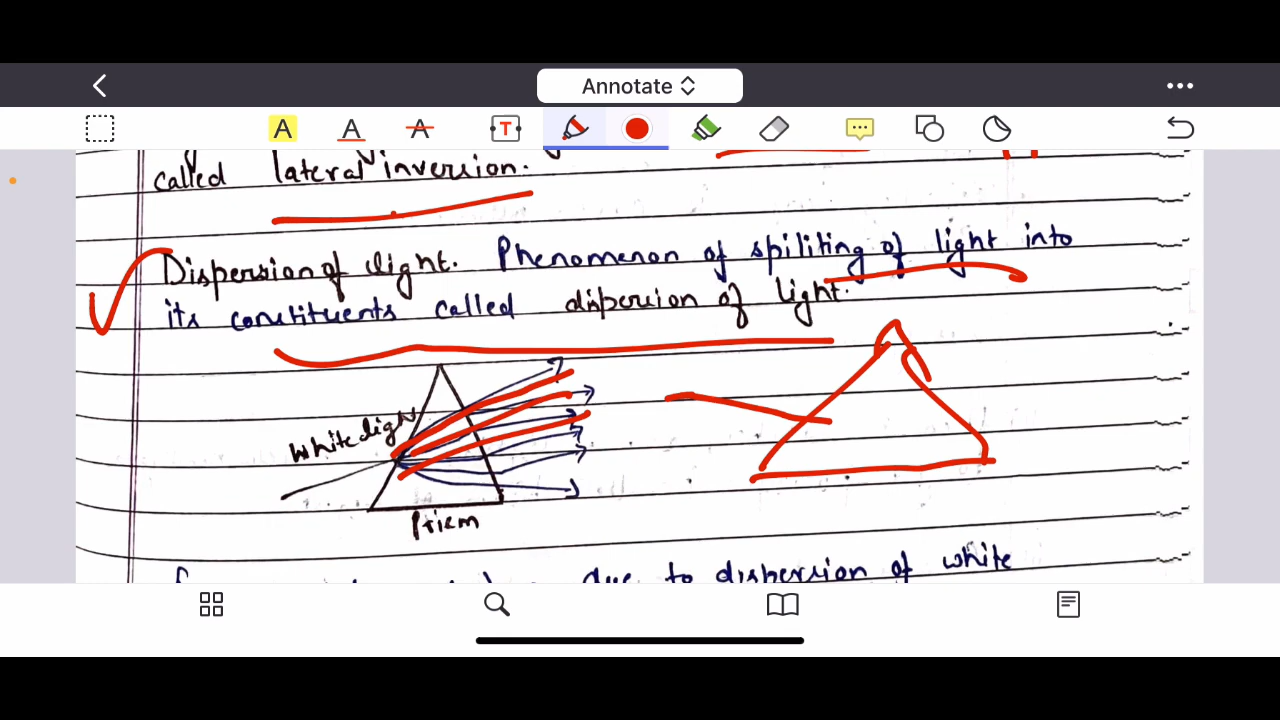 Annotate
A A A T
called lateral inversion.
Dispersion of light. Phenomenon of spiliting of light into
its constituents called dispersion of light.
White light
Prism
due to dispersion of white